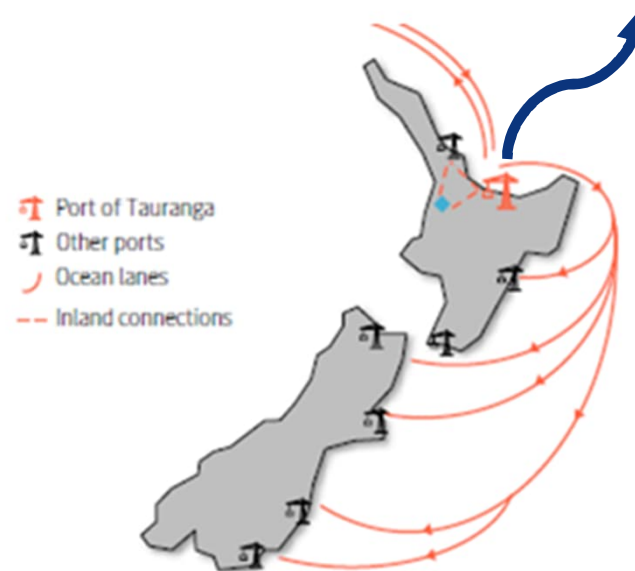 Port of Tauranga
Other ports
Ocean lanes
Inland connections